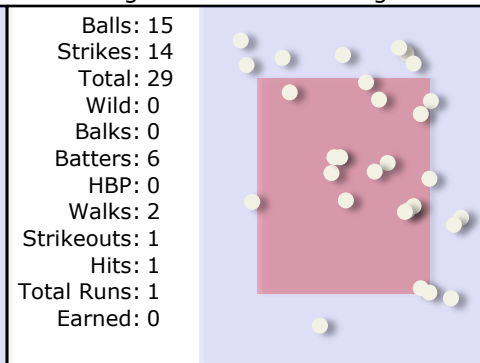 Balls: 15
Strikes: 14
Total: 29
Wild: 0
Balks: 0
Batters: 6
HBP: 0
Walks: 2
Strikeouts: 1
Hits: 1
Total Runs: 1
Earned: 0